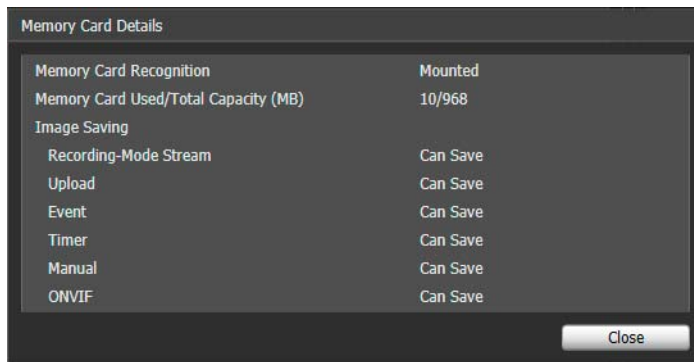 Memory Card Details
Memory Card Recognition Mounted
Memory Card Used/Total Capacity (MB) 10/968
Image Saving
Recording-Mode Stream Can Save
Upload Can Save
Event Can Save
Timer Can Save
Manual Can Save
ONVIF Can Save
Close